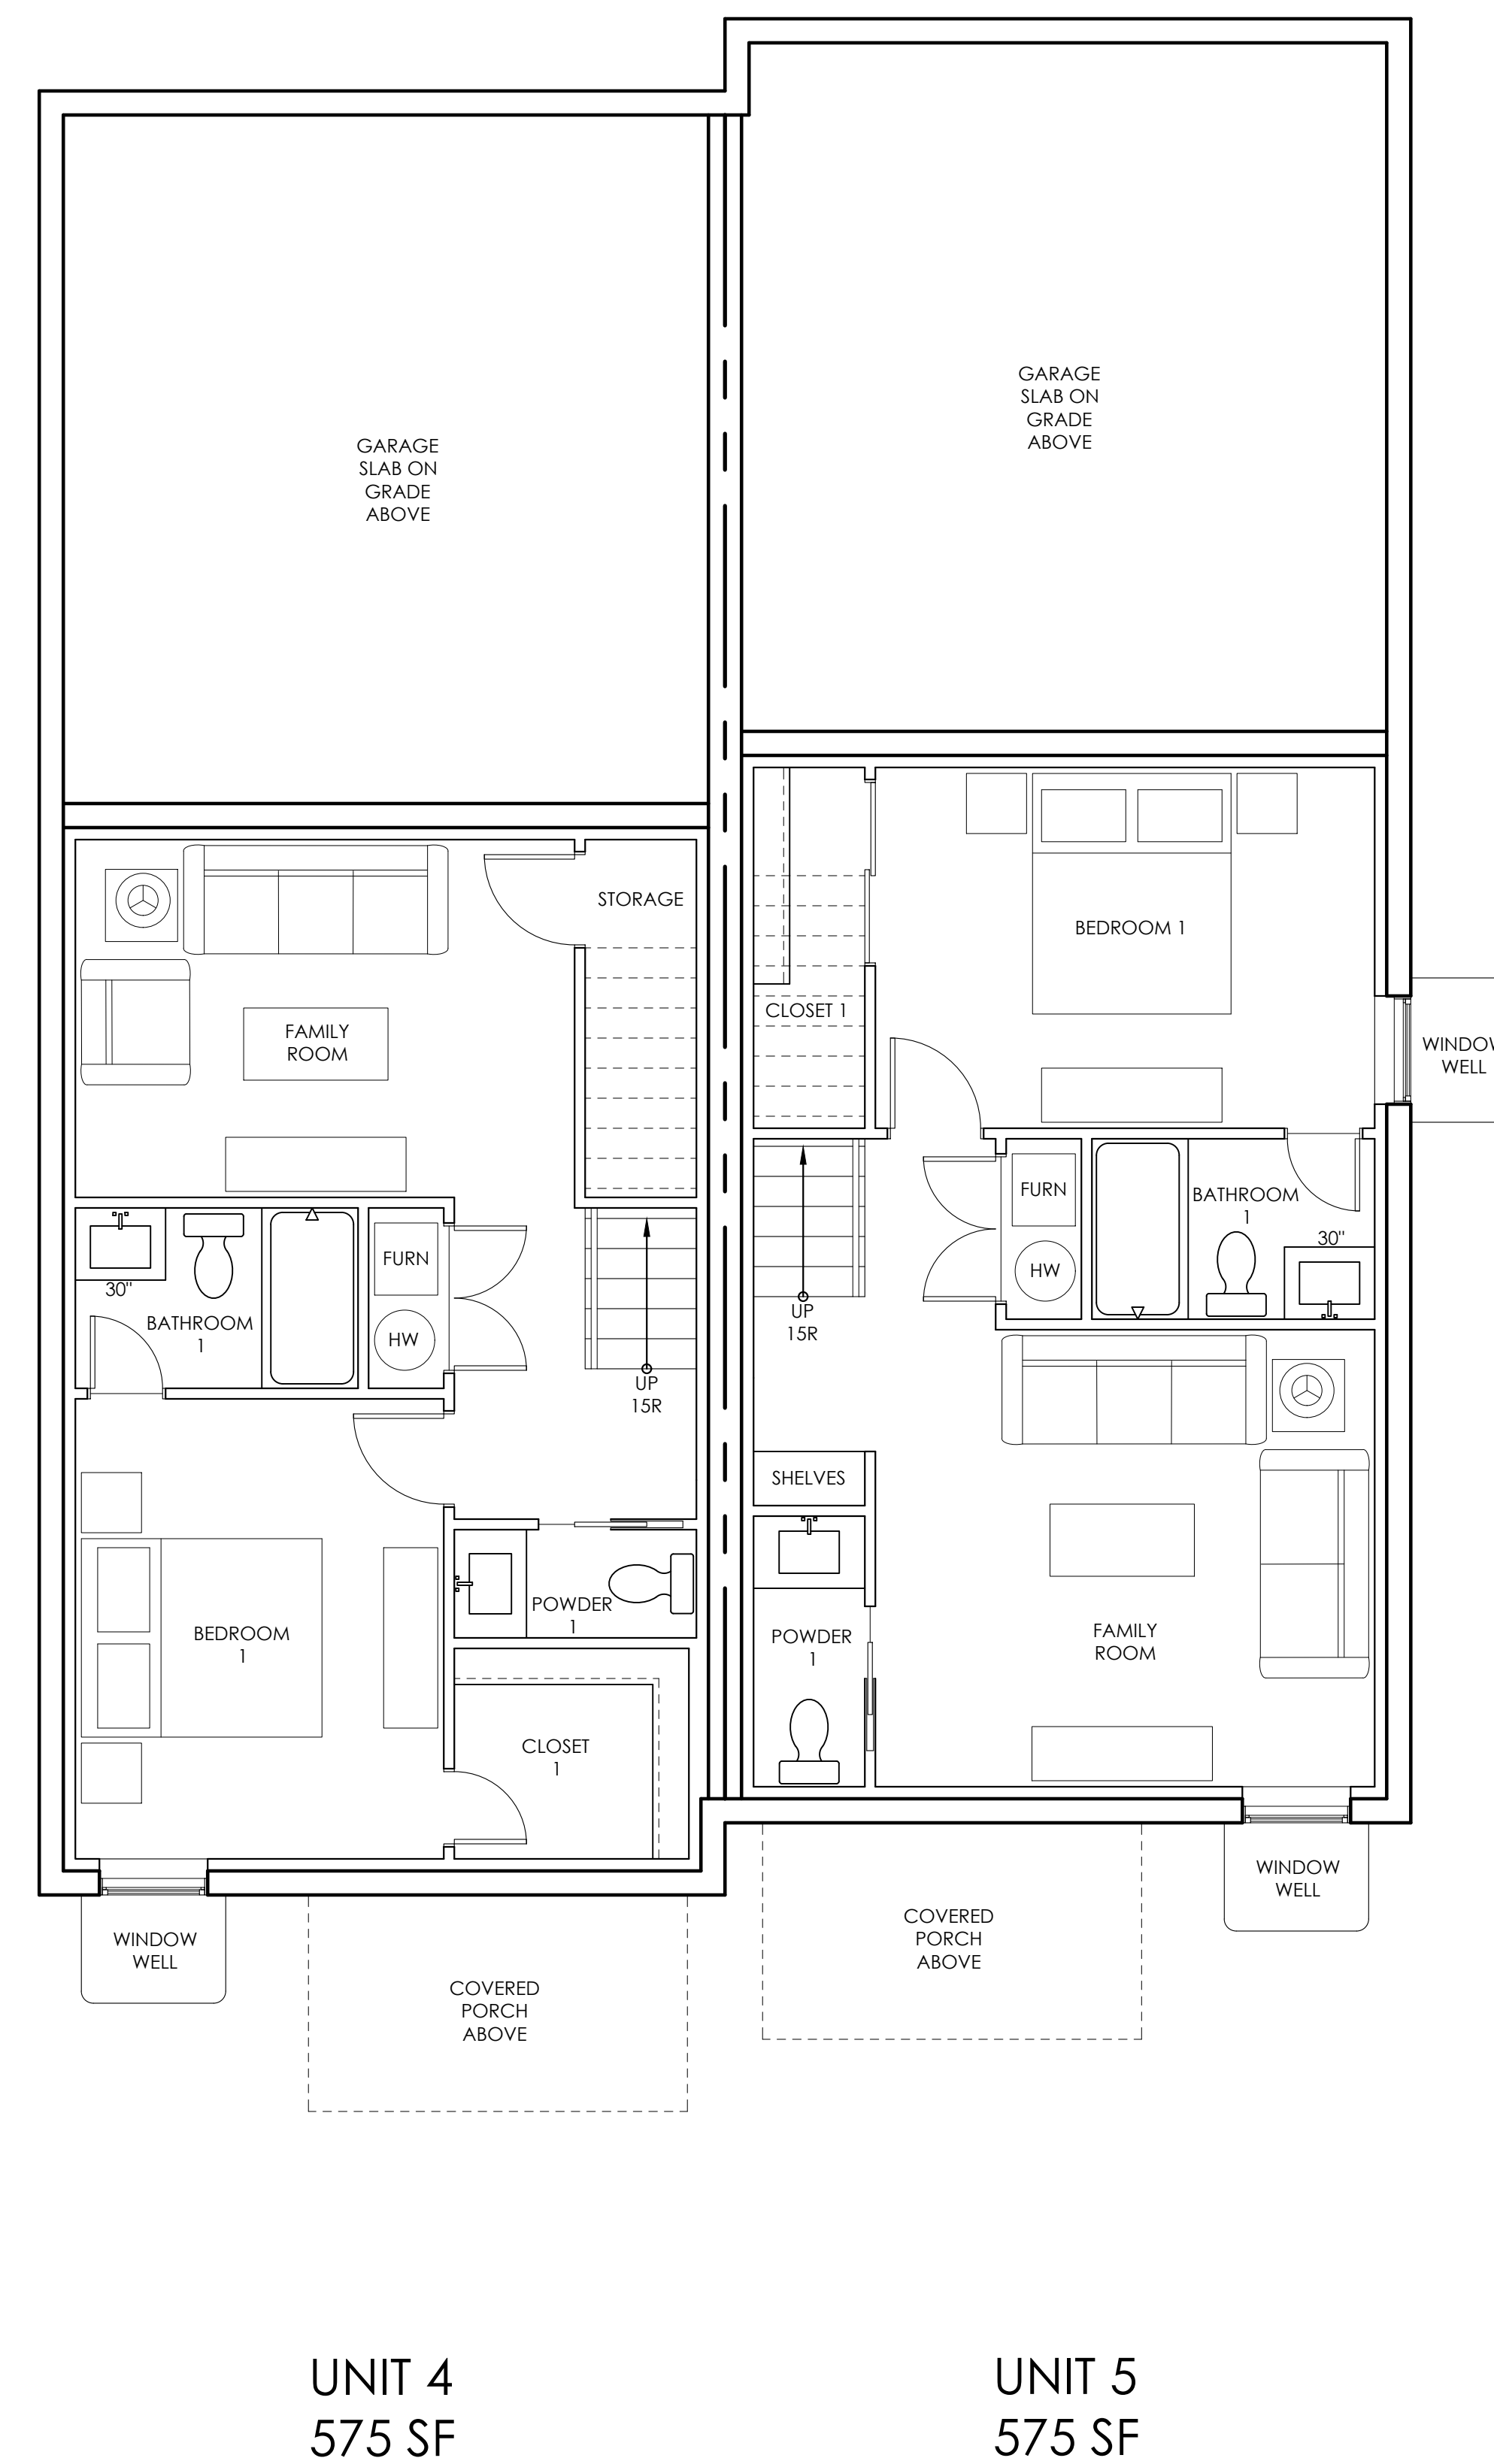 GARAGE
SLAB ON
GRADE
ABOVE
GARAGE
SLAB ON
GRADE
ABOVE
STORAGE
FAMILY
ROOM
30"
BATHROOM
1
FURN
HW
UP
15R
BEDROOM
1
POWDER
1
CLOSET
1
WINDOW
WELL
COVERED
PORCH
ABOVE
BEDROOM 1
CLOSET 1
WINDOW
WELL
FURN
HW
BATHROOM
1
30"
UP
15R
SHELVES
POWDER
1
FAMILY
ROOM
WINDOW
WELL
COVERED
PORCH
ABOVE
UNIT 4
575 SF
UNIT 5
575 SF